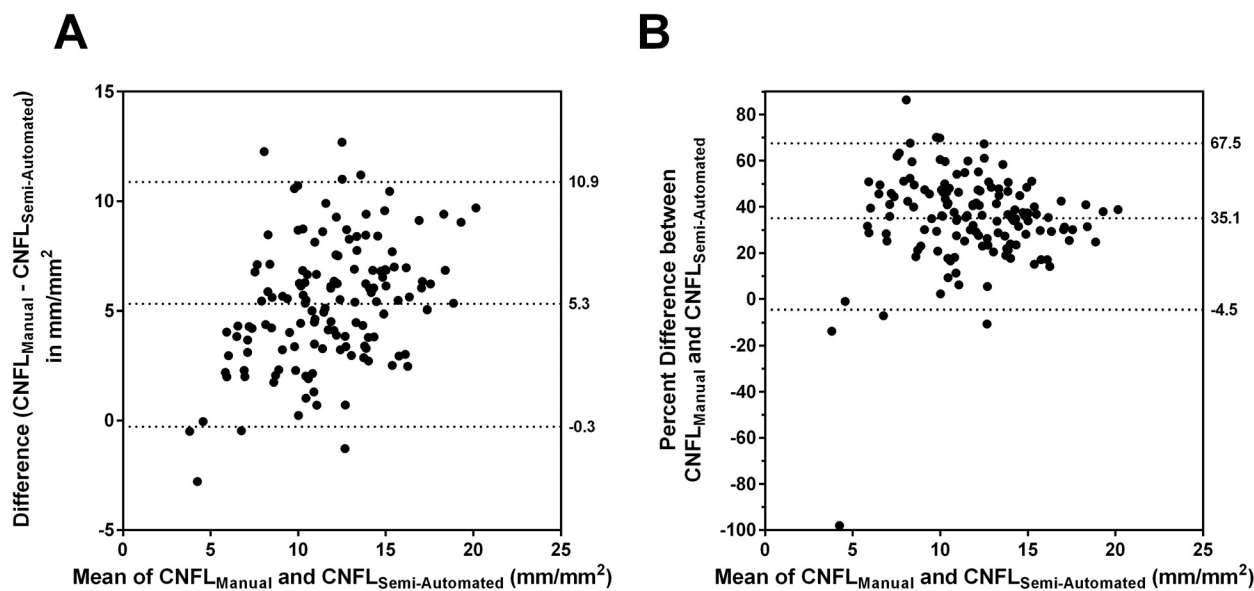 A
Difference (CNFLManual - CNFLSemi-Automated)
in mm/mm2
15
10
5
0
-5
10.9
5.3
-0.3
0 5 10 15 20 25
Mean of CNFLManual and CNFLSemi-Automated (mm/mm2)
B
Percent Difference between
CNFLManual and CNFLSemi-Automated
80
60
40
20
0
-20
-40
-60
-80
-100
67.5
35.1
-4.5
0 5 10 15 20 25
Mean of CNFLManual and CNFLSemi-Automated (mm/mm2)